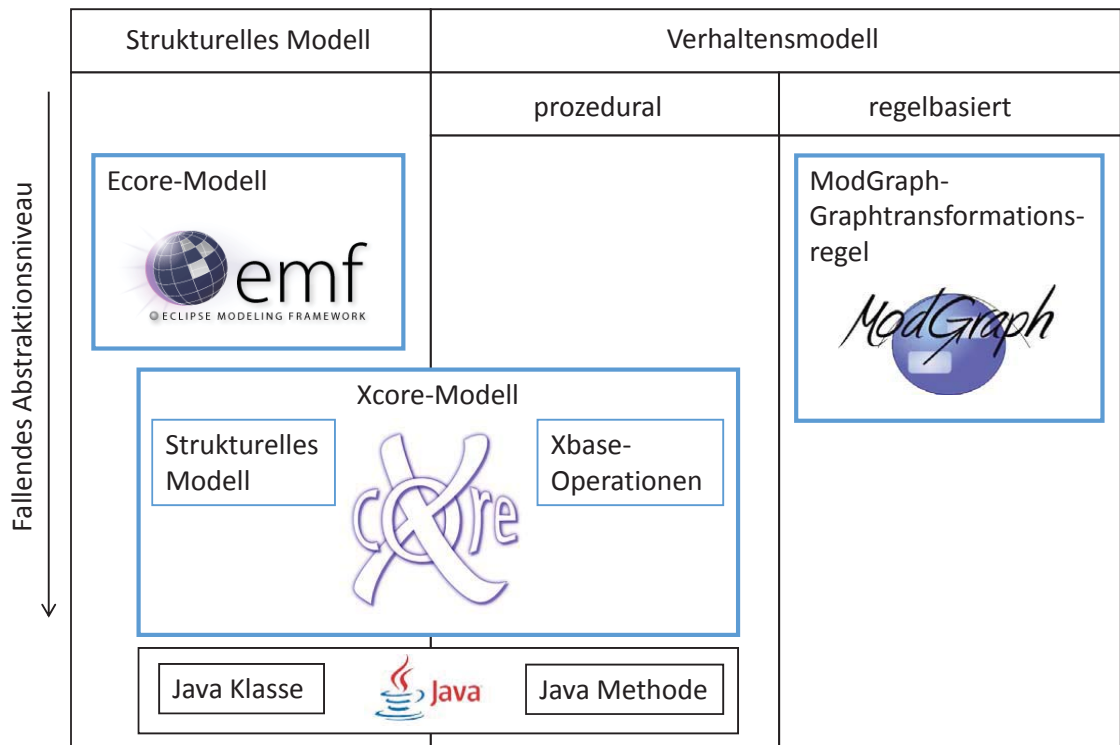 Strukturelles Modell
Verhaltensmodell
prozedural
regelbasiert
Fallendes Abstraktionsniveau
Ecore-Modell
emf
ECLIPSE MODELING FRAMEWORK
ModGraph-
Graphtransformations-
regel
ModGraph
Xcore-Modell
Strukturelles
Modell
Xcore
Xbase-
Operationen
Java Klasse
Java
Java Methode